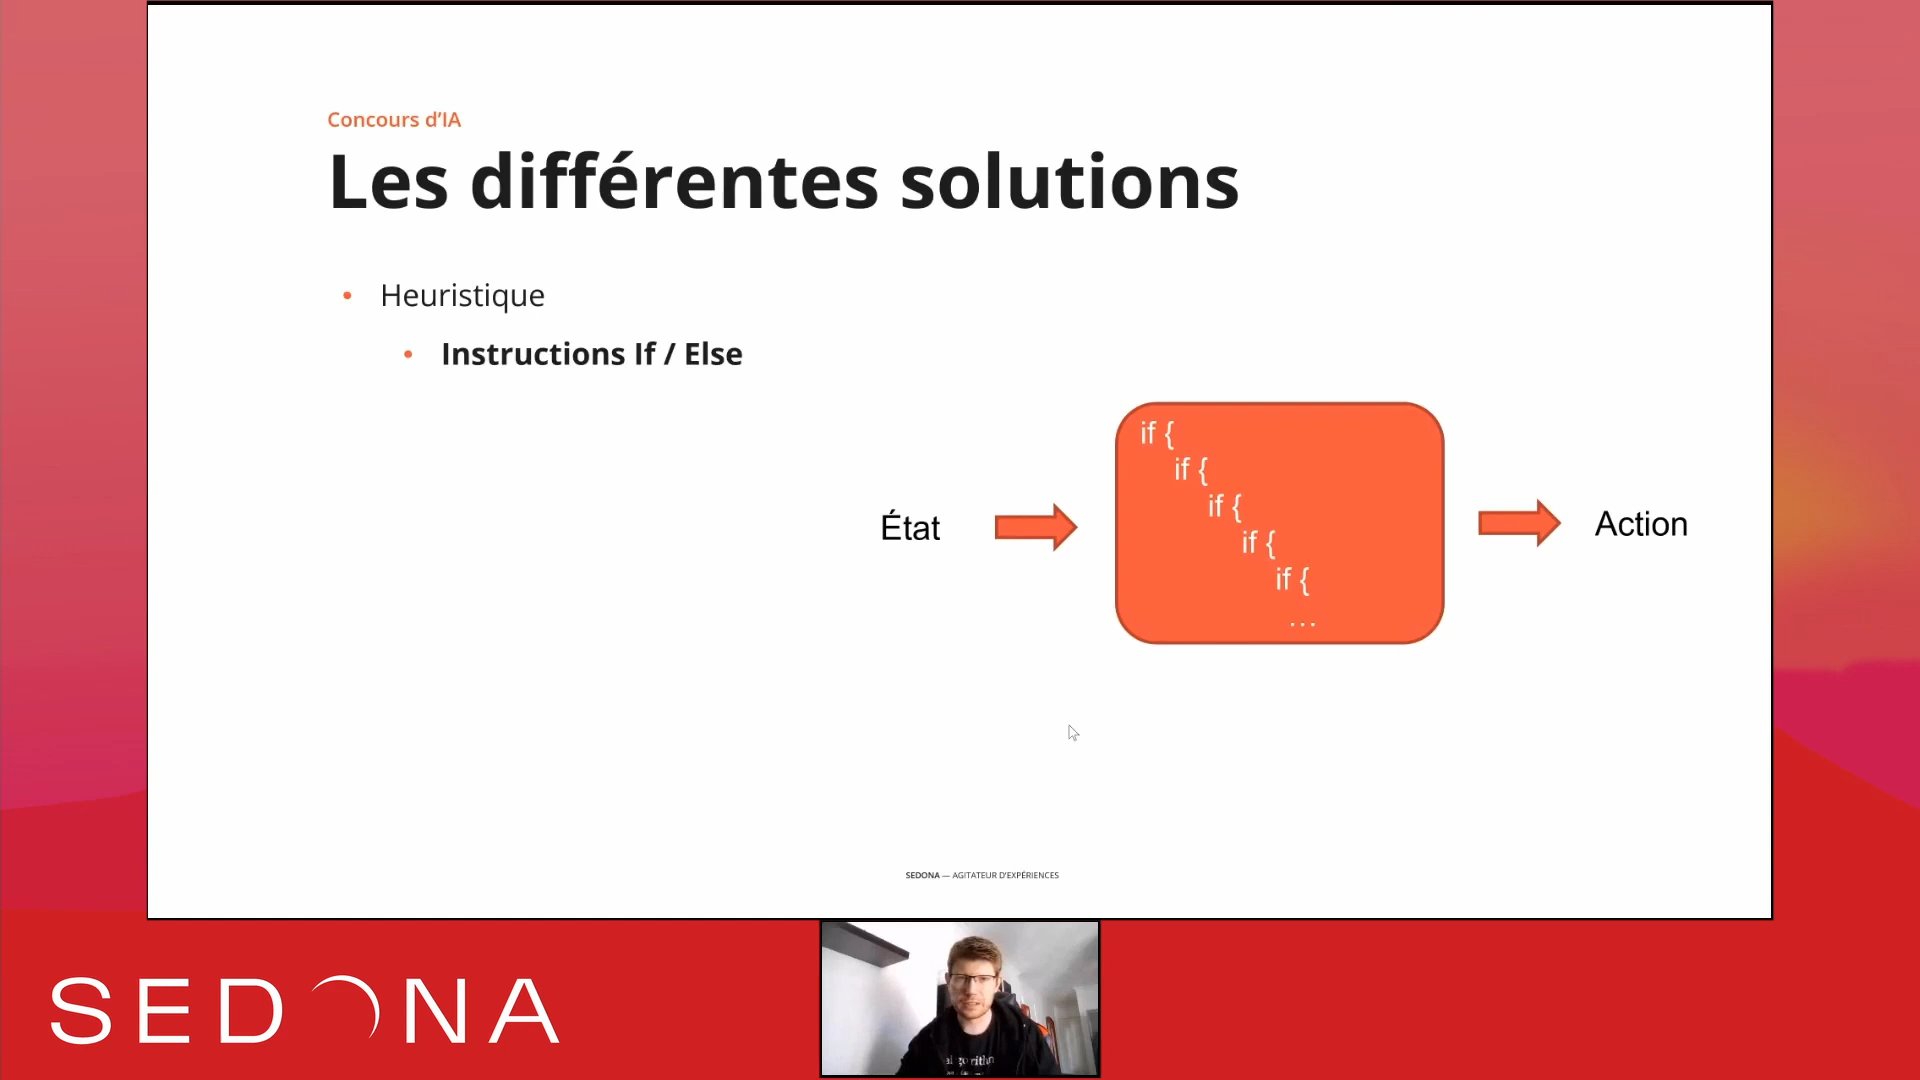 Concours d’IA
Les différentes solutions
• Heuristique
• Instructions If / Else
État
if {
if {
if {
if {
if {
...
Action
SEDONA — AGITATEUR D'EXPÉRIENCES
SEDONA
algorithm